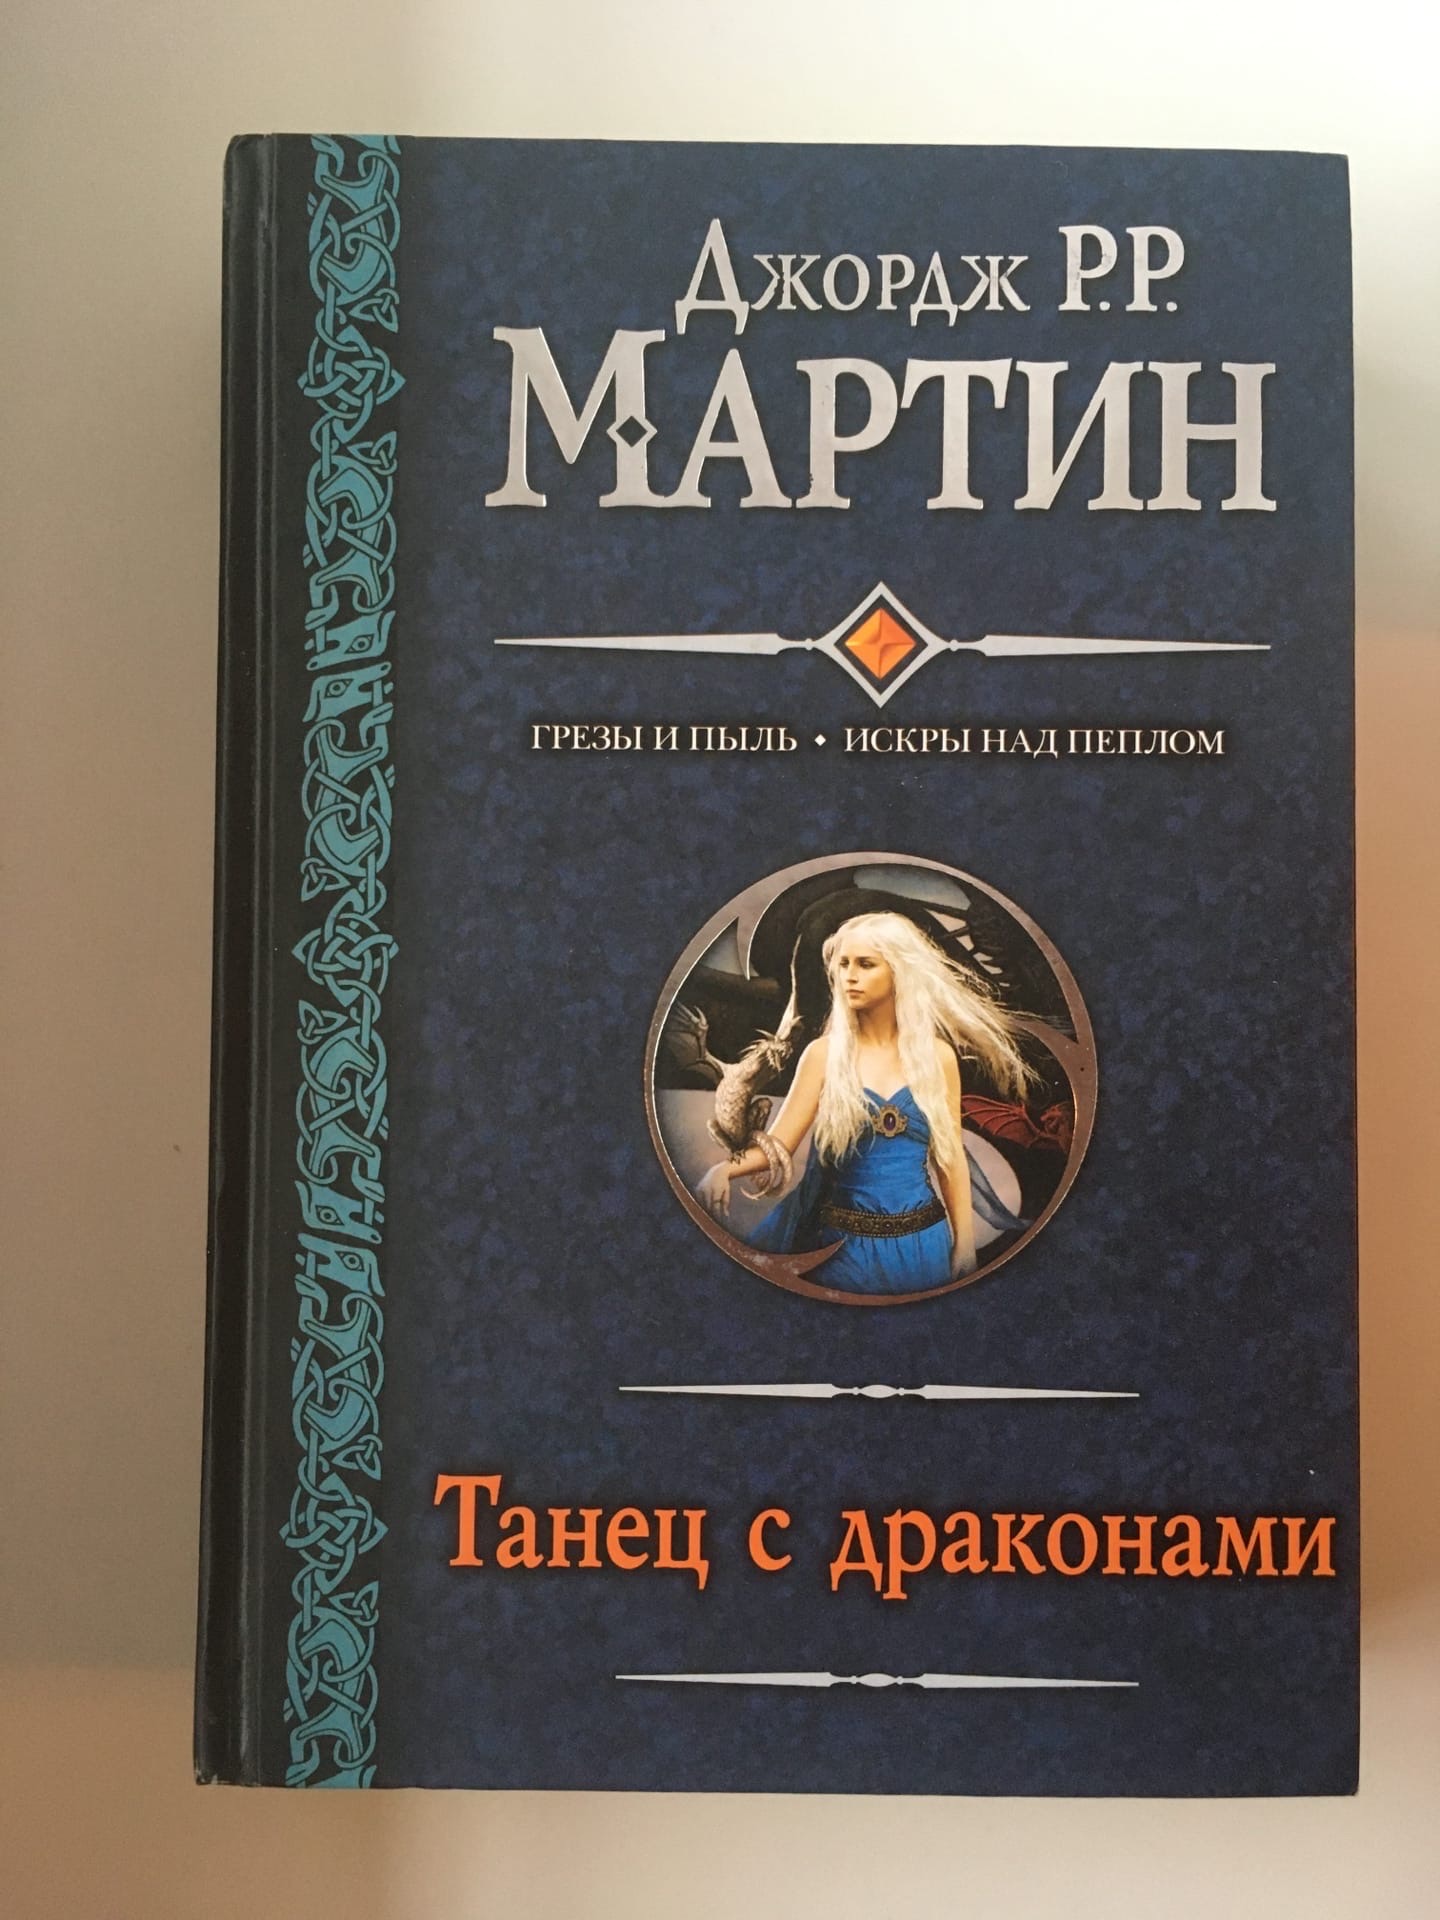 Джордж Р.Р.
Мартин
ГРЕЗЫ И ПЫЛЬ • ИСКРЫ НАД ПЕПЛОМ
Танец с драконами